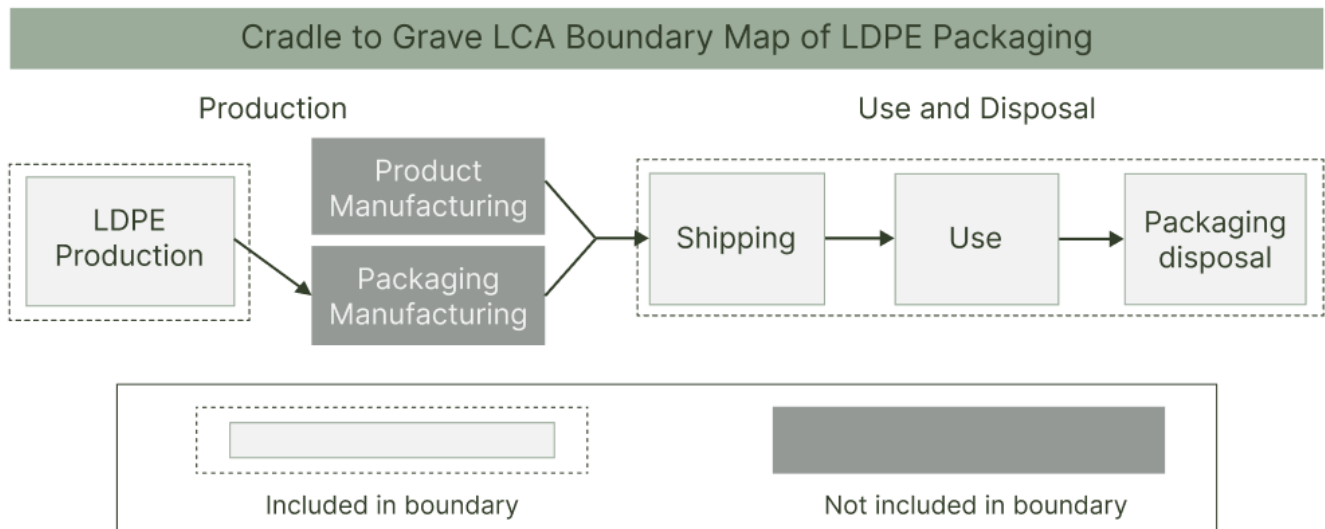 Cradle to Grave LCA Boundary Map of LDPE Packaging
Production
Use and Disposal
LDPE
Production
Product
Manufacturing
Packaging
Manufacturing
Shipping
Use
Packaging
disposal
Included in boundary
Not included in boundary